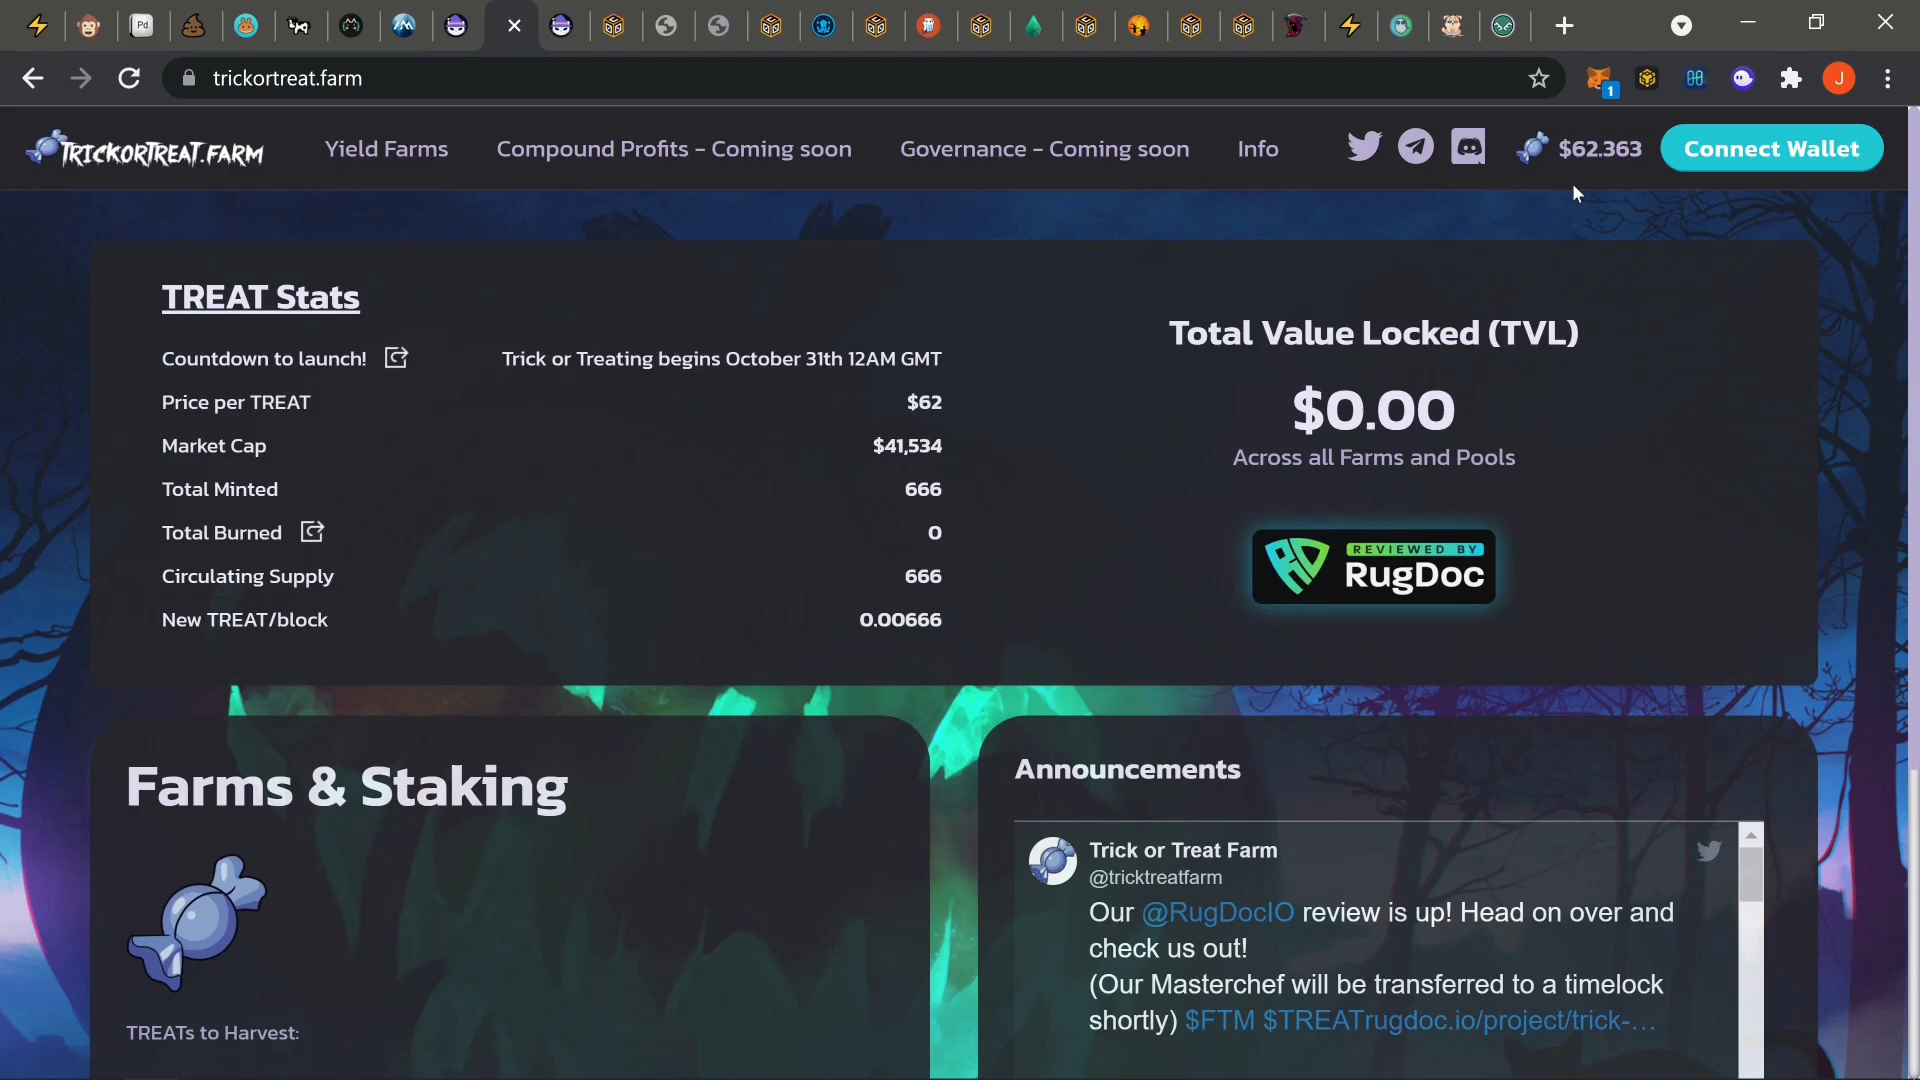 Pd
trickortreat.farm
1
J
TRICKORTREAT.FARM
Yield Farms
Compound Profits - Coming soon
Governance - Coming soon
Info
$62.363
Connect Wallet
TREAT Stats
Countdown to launch! Trick or Treating begins October 31th 12AM GMT
Price per TREAT $62
Market Cap $41,534
Total Minted 666
Total Burned 0
Circulating Supply 666
New TREAT/block 0.00666
Total Value Locked (TVL)
$0.00
Across all Farms and Pools
REVIEWED BY
RugDoc
Farms & Staking
TREATs to Harvest:
Announcements
Trick or Treat Farm
@tricktreatfarm
Our @RugDocIO review is up! Head on over and
check us out!
(Our Masterchef will be transferred to a timelock
shortly) $FTM $TREATrugdoc.io/project/trick-…